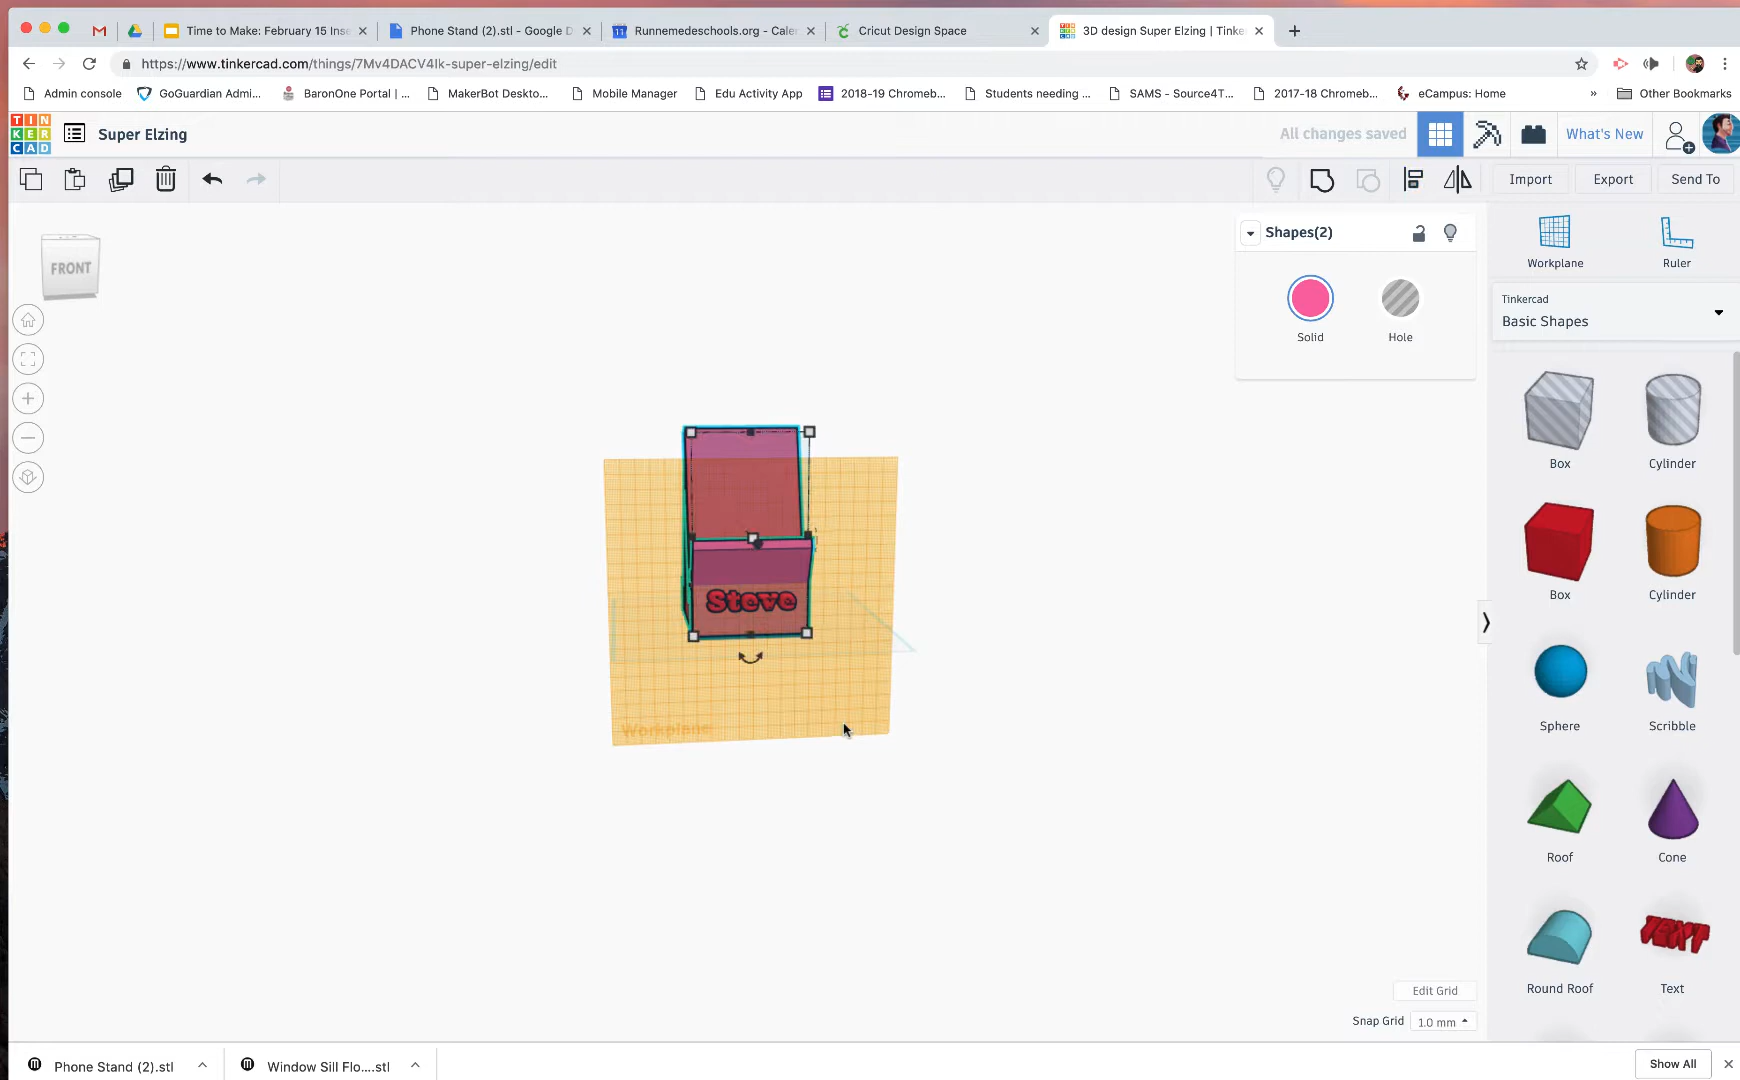 Time to Make: February 15 Inse
Phone Stand (2).stl - Google D
Runnemedeschools.org - Cale
Cricut Design Space
3D design Super Elzing | Tinke
https://www.tinkercad.com/things/7Mv4DACV4Ik-super-elzing/edit
Admin console
GoGuardian Admi...
BaronOne Portal | ...
MakerBot Deskto...
Mobile Manager
Edu Activity App
2018-19 Chromeb...
Students needing ...
SAMS - Source4T...
2017-18 Chromeb...
eCampus: Home
»
Other Bookmarks
TIN
KER
CAD
Super Elzing
All changes saved
What's New
Import
Export
Send To
FRONT
Shapes(2)
Solid
Hole
Workplane
Ruler
Tinkercad
Basic Shapes
Box
Cylinder
Box
Cylinder
Sphere
Scribble
Roof
Cone
TEXT
Round Roof
Text
Steve
Workplane
Edit Grid
Snap Grid
1.0 mm
Phone Stand (2).stl
Window Sill Flo....stl
Show All